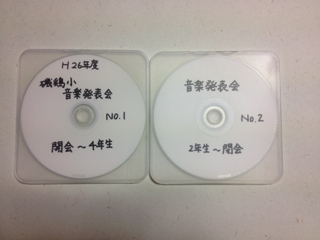 H26年度
磯鶏小
音楽発表会
NO.1
開会〜4年生
音楽発表会
No.2
2年生〜閉会